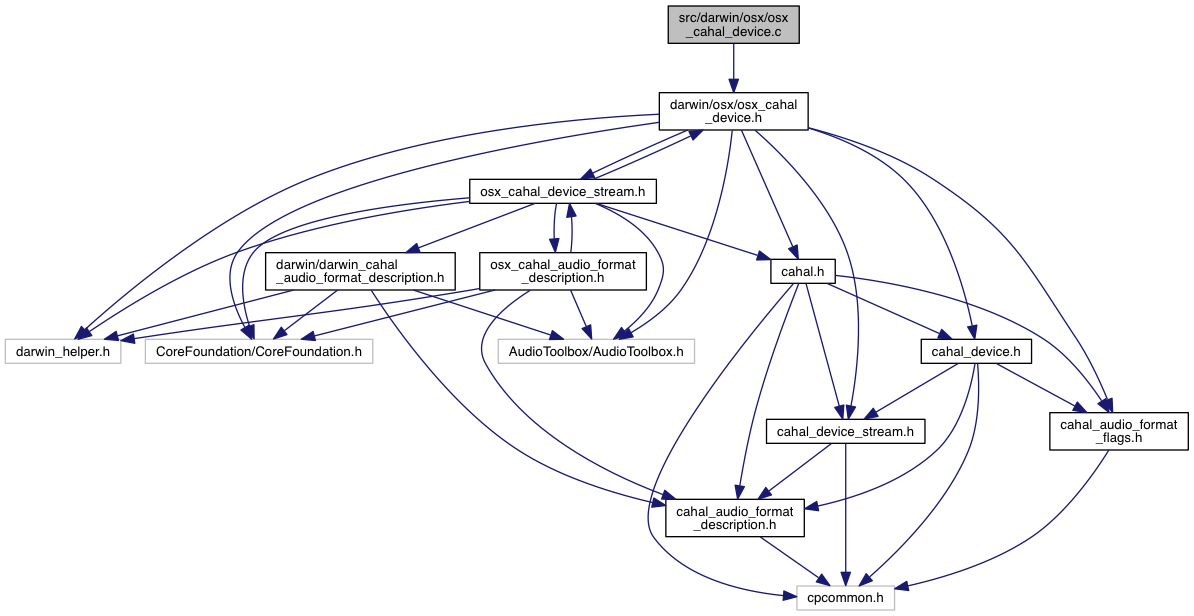 src/darwin/osx/osx
_cahal_device.c
darwin/osx/osx_cahal
_device.h
osx_cahal_device_stream.h
darwin/darwin_cahal
_audio_format_description.h
osx_cahal_audio_format
_description.h
cahal.h
darwin_helper.h
CoreFoundation/CoreFoundation.h
AudioToolbox/AudioToolbox.h
cahal_device.h
cahal_device_stream.h
cahal_audio_format
_flags.h
cahal_audio_format
_description.h
cpcommon.h